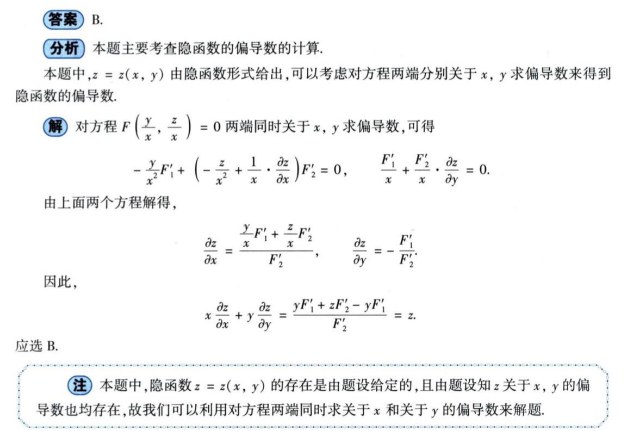 答案 B.
分析 本题主要考查隐函数的偏导数的计算.
本题中,z = z(x, y) 由隐函数形式给出,可以考虑对方程两端分别关于 x, y 求偏导数来得到
隐函数的偏导数.
解 对方程 F(y/x, z/x) = 0 两端同时关于 x, y 求偏导数,可得
-y/x² F′₁ + (-z/x² + 1/x · ∂z/∂x)F′₂ = 0, F′₁/x + F′₂/x · ∂z/∂y = 0.
由上面两个方程解得,
∂z/∂x = (y/x F′₁ + z/x F′₂)/F′₂, ∂z/∂y = -F′₁/F′₂.
因此,
x ∂z/∂x + y ∂z/∂y = (yF′₁ + zF′₂ - yF′₁)/F′₂ = z.
应选 B.
注 本题中,隐函数 z = z(x, y) 的存在是由题设给定的,且由题设知 z 关于 x, y 的偏
导数也均存在,故我们可以利用对方程两端同时求关于 x 和关于 y 的偏导数来解题.